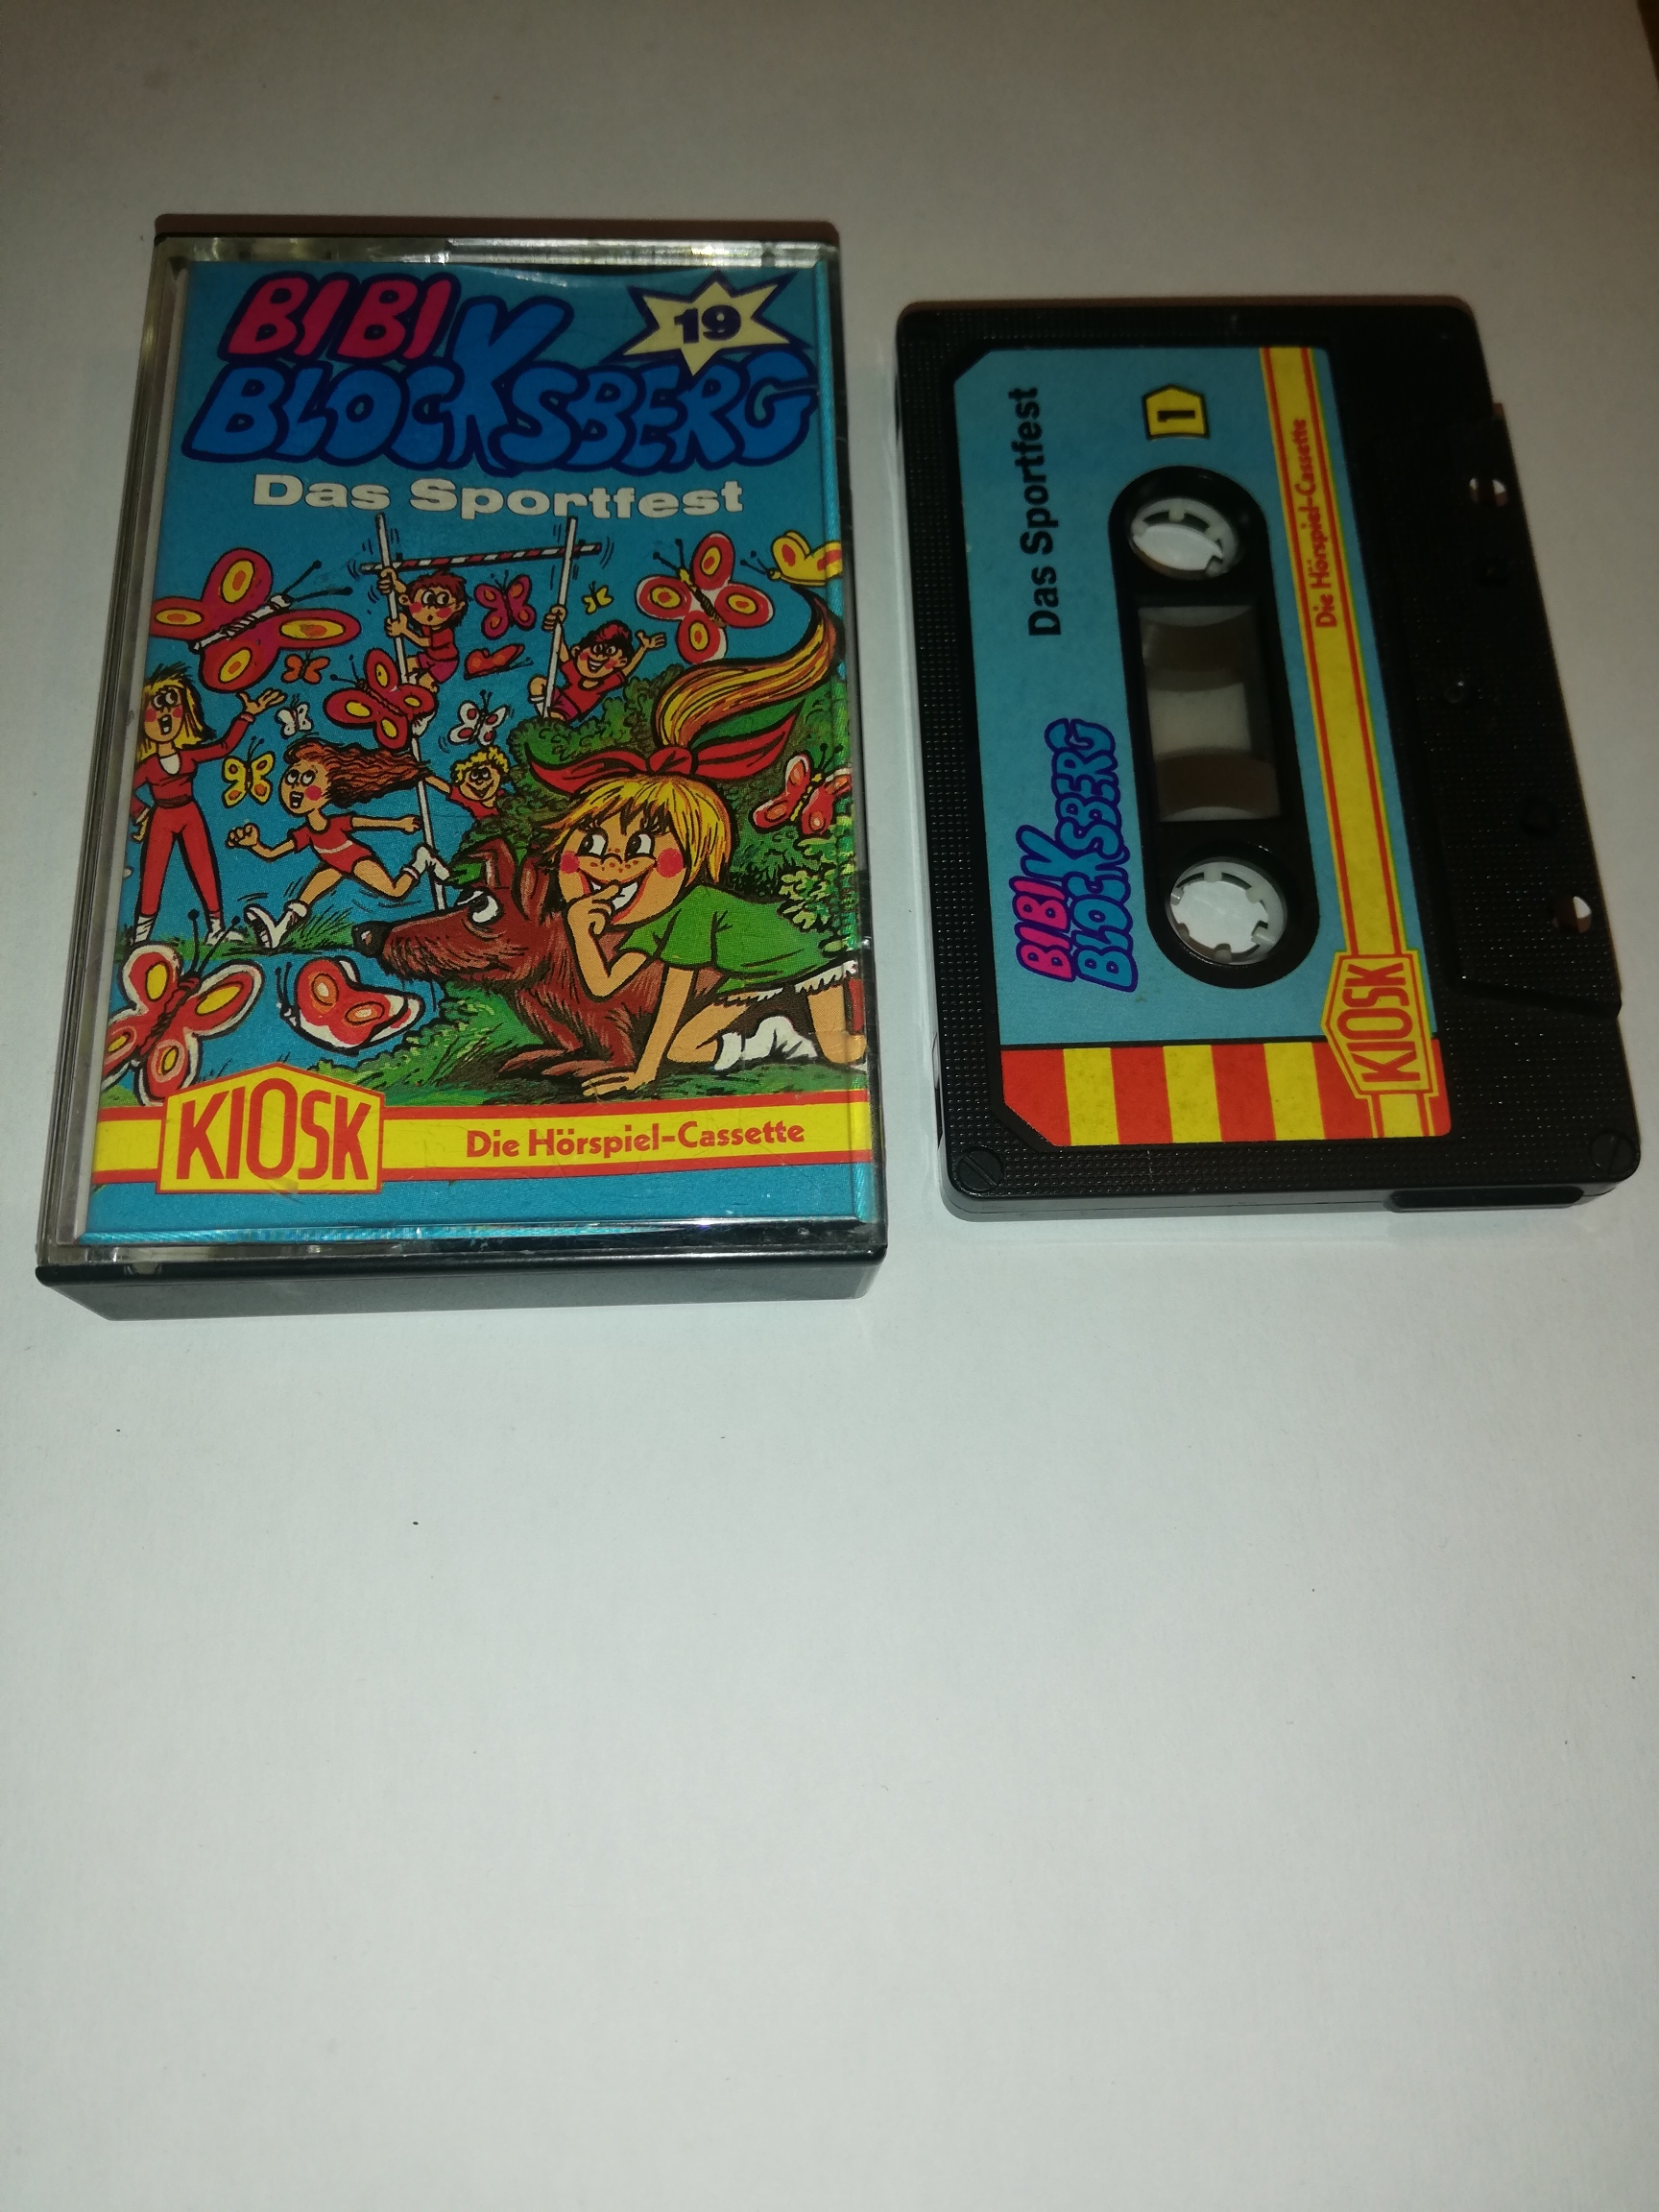 BIBI
BLOCKSBERG
19
Das Sportfest
KIOSK
Die Hörspiel-Cassette
BIBI
BLOCKSBERG
Das Sportfest
1
KIOSK
Die Hörspiel-Cassette